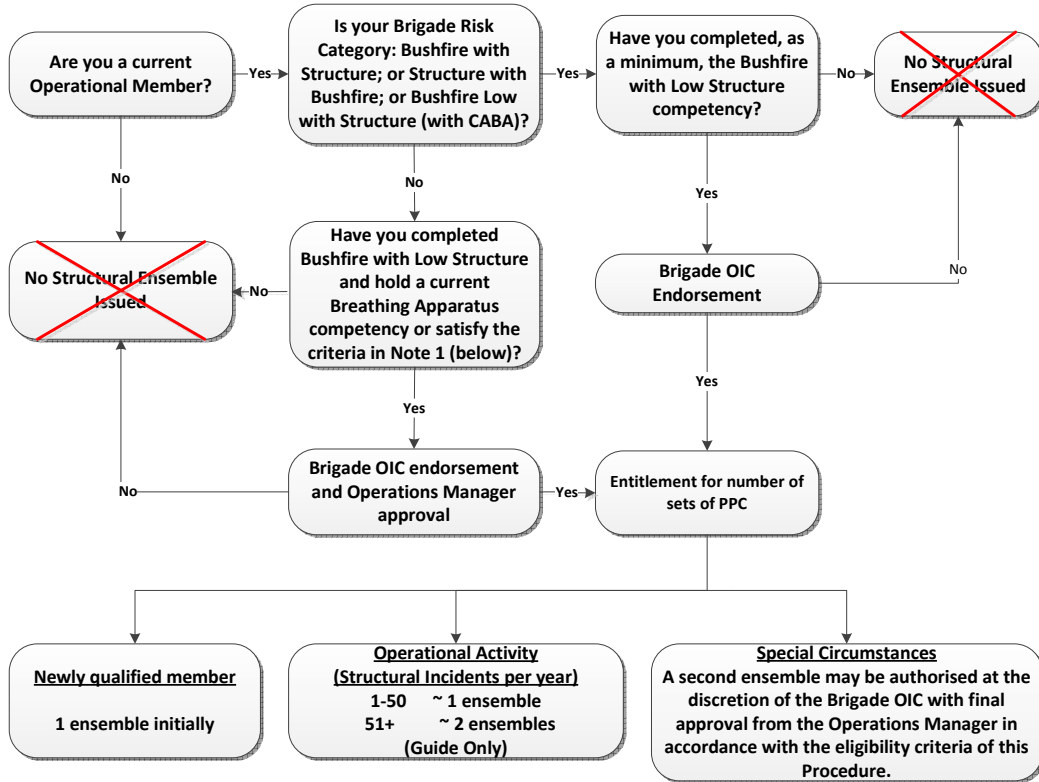 Are you a current
Operational Member?
Yes
Is your Brigade Risk
Category: Bushfire with
Structure; or Structure with
Bushfire; or Bushfire Low
with Structure (with CABA)?
Yes
Have you completed, as
a minimum, the Bushfire
with Low Structure
competency?
No
No Structural
Ensemble Issued
No
No
Yes
No Structural Ensemble
Issued
No
Have you completed
Bushfire with Low Structure
and hold a current
Breathing Apparatus
competency or satisfy the
criteria in Note 1 (below)?
Brigade OIC
Endorsement
No
Yes
Yes
No
Brigade OIC endorsement
and Operations Manager
approval
Yes
Entitlement for number of
sets of PPC
Newly qualified member
1 ensemble initially
Operational Activity
(Structural Incidents per year)
1-50 ~ 1 ensemble
51+ ~ 2 ensembles
(Guide Only)
Special Circumstances
A second ensemble may be authorised at the
discretion of the Brigade OIC with final
approval from the Operations Manager in
accordance with the eligibility criteria of this
Procedure.